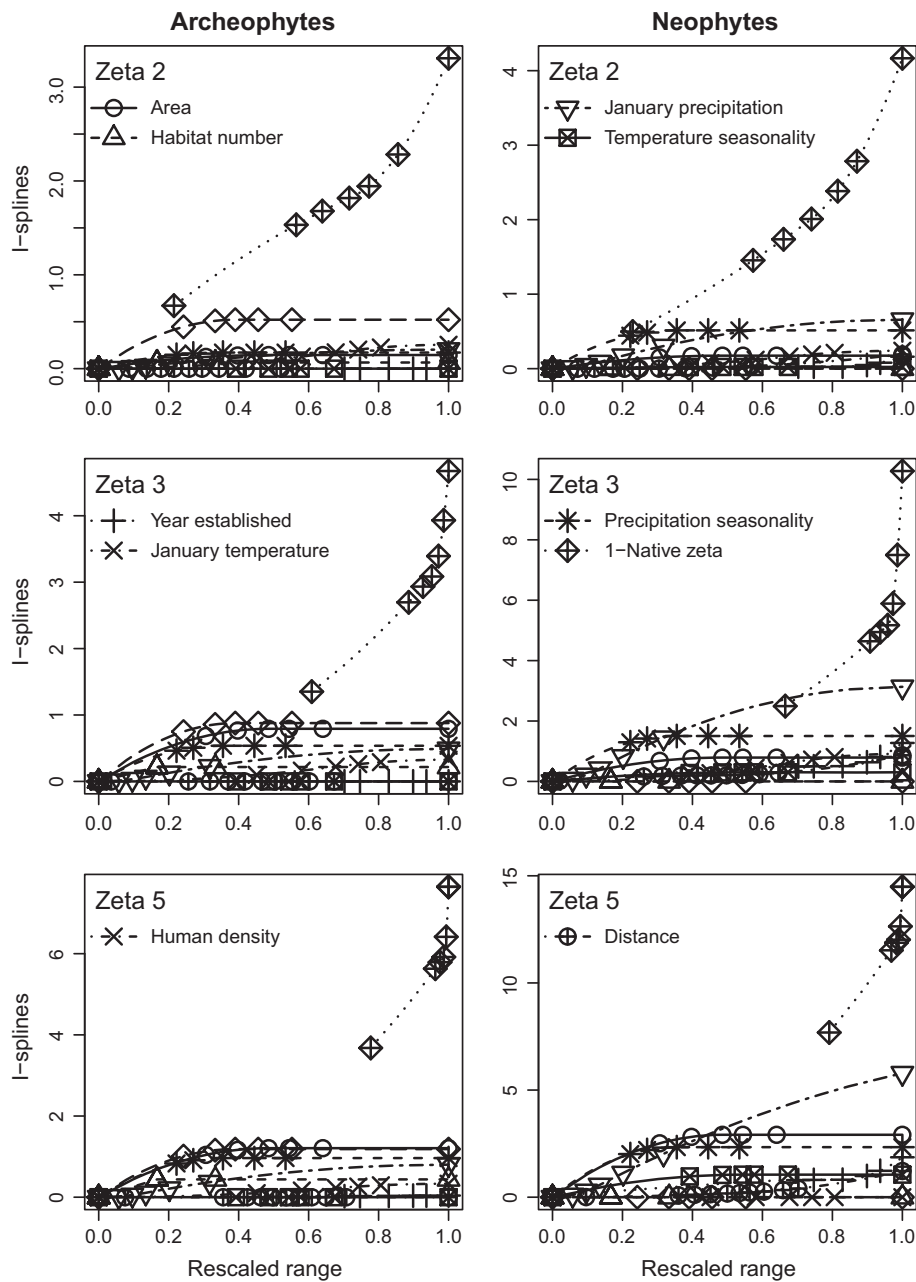 Archeophytes
Neophytes
Zeta 2
Area
Habitat number
I−splines
0.0 1.0 2.0 3.0
0.0 0.2 0.4 0.6 0.8 1.0
Zeta 2
January precipitation
Temperature seasonality
0 1 2 3 4
0.0 0.2 0.4 0.6 0.8 1.0
Zeta 3
Year established
January temperature
I−splines
0 1 2 3 4
0.0 0.2 0.4 0.6 0.8 1.0
Zeta 3
Precipitation seasonality
1−Native zeta
0 2 4 6 8 10
0.0 0.2 0.4 0.6 0.8 1.0
Zeta 5
Human density
I−splines
0 2 4 6
0.0 0.2 0.4 0.6 0.8 1.0
Rescaled range
Zeta 5
Distance
0 5 10 15
0.0 0.2 0.4 0.6 0.8 1.0
Rescaled range